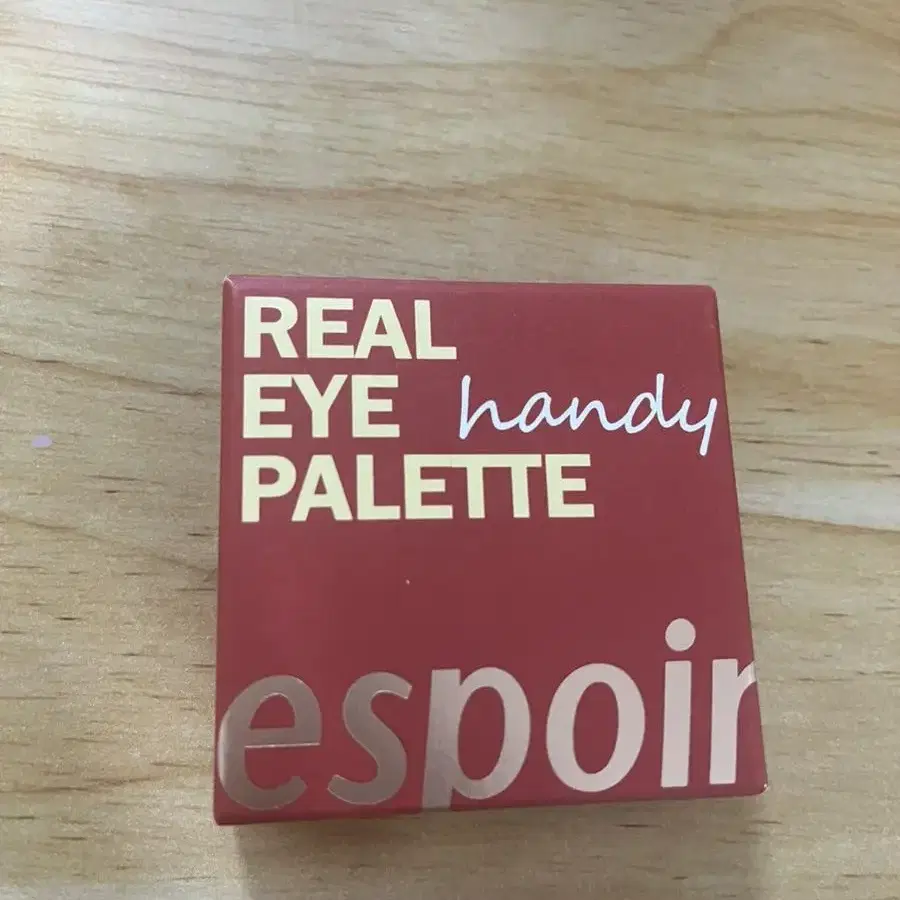 REAL
EYE handy
PALETTE
espoir